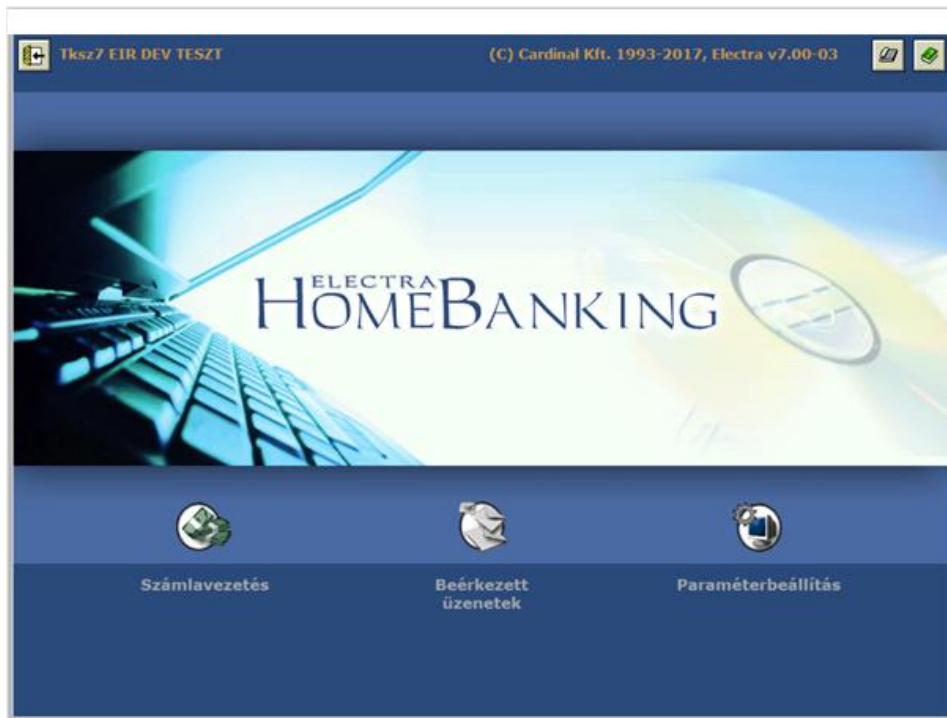 Tksz7 EIR DEV TESZT
(C) Cardinal Kft. 1993-2017, Electra v7.00-03
ELECTRA
HOMEBANKING
Számlavezetés
Beérkezett
üzenetek
Paraméterbeállítás